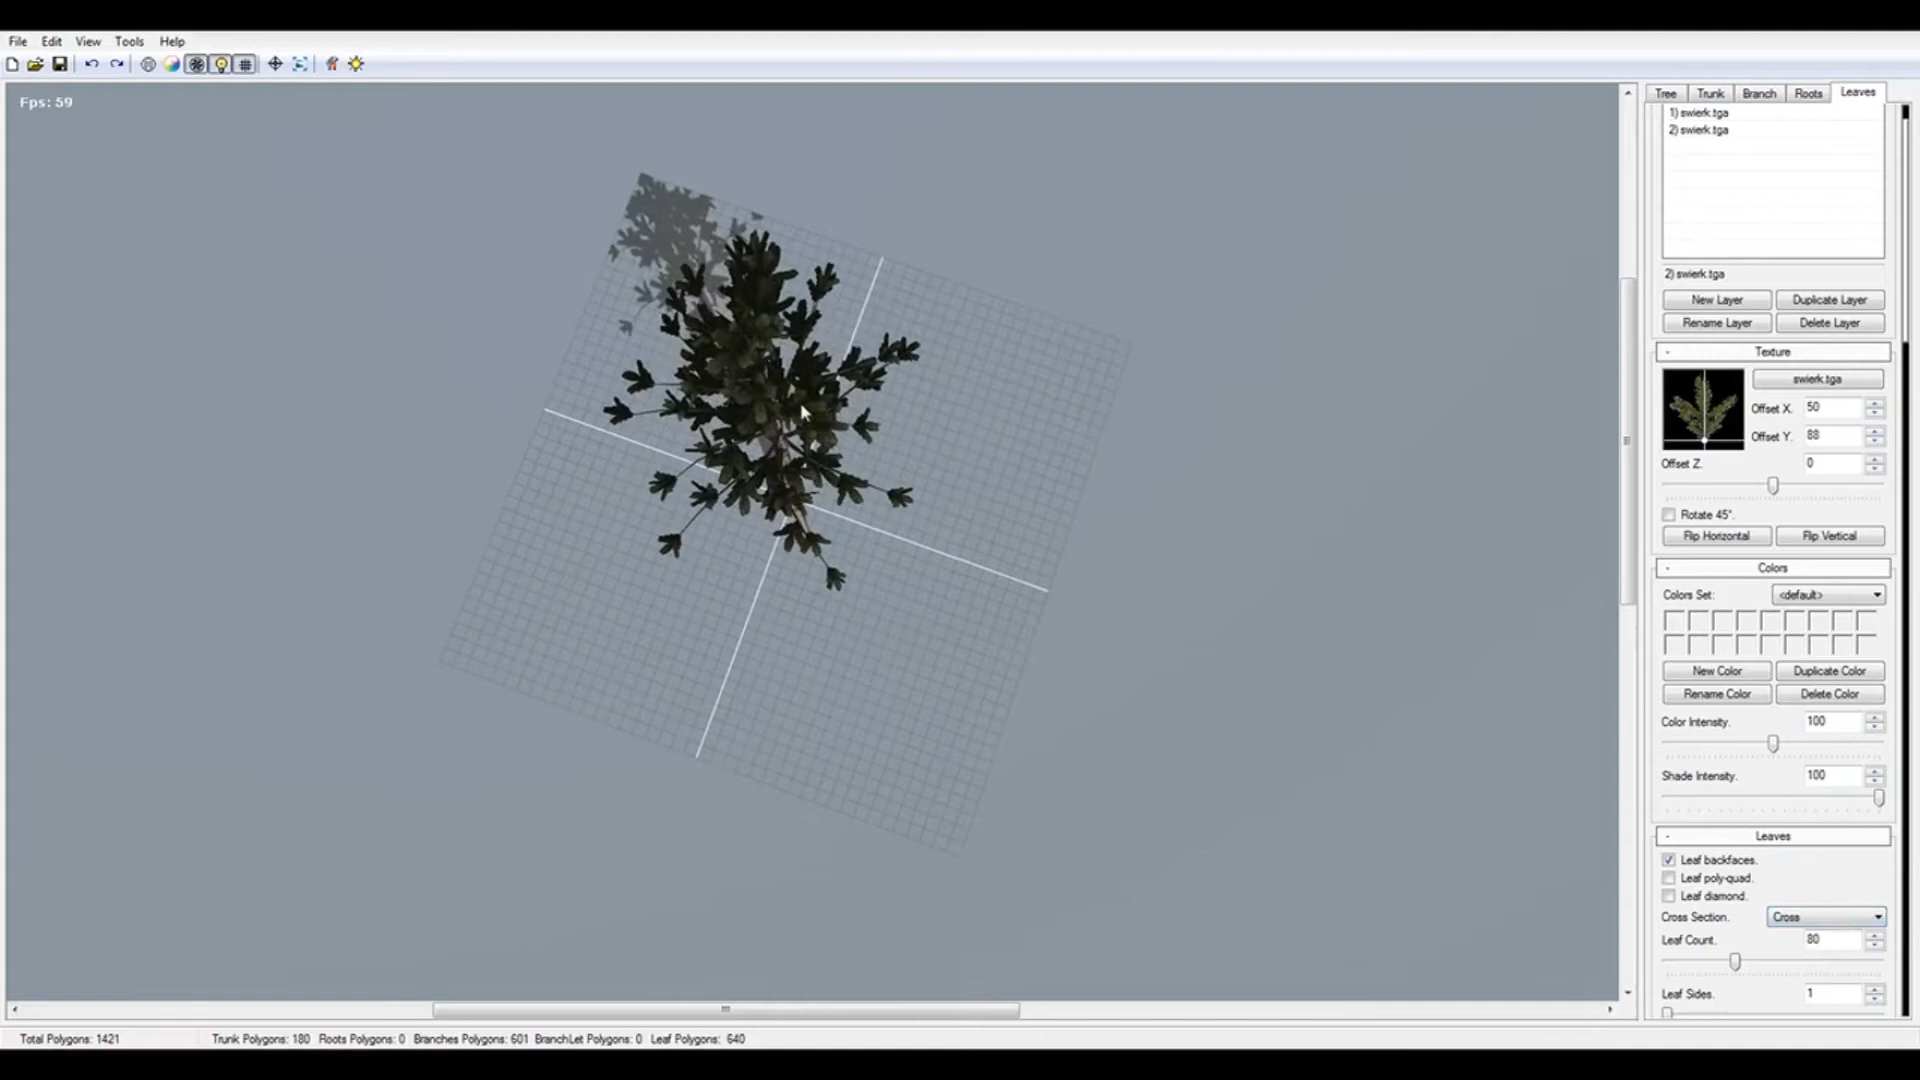 File Edit View Tools Help
Fps: 59
Tree Trunk Branch Roots Leaves
1) swierk.tga
2) swierk.tga
2) swierk.tga
New Layer Duplicate Layer
Rename Layer Delete Layer
- Texture
swierk.tga
Offset X. 50
Offset Y. 88
Offset Z. 0
Rotate 45°.
Flip Horizontal Flip Vertical
- Colors
Colors Set: <default>
New Color Duplicate Color
Rename Color Delete Color
Color Intensity. 100
Shade Intensity. 100
- Leaves
Leaf backfaces.
Leaf poly-quad.
Leaf diamond.
Cross Section. Cross
Leaf Count. 80
Leaf Sides. 1
Total Polygons: 1421 Trunk Polygons: 180 Roots Polygons: 0 Branches Polygons: 601 BranchLet Polygons: 0 Leaf Polygons: 640